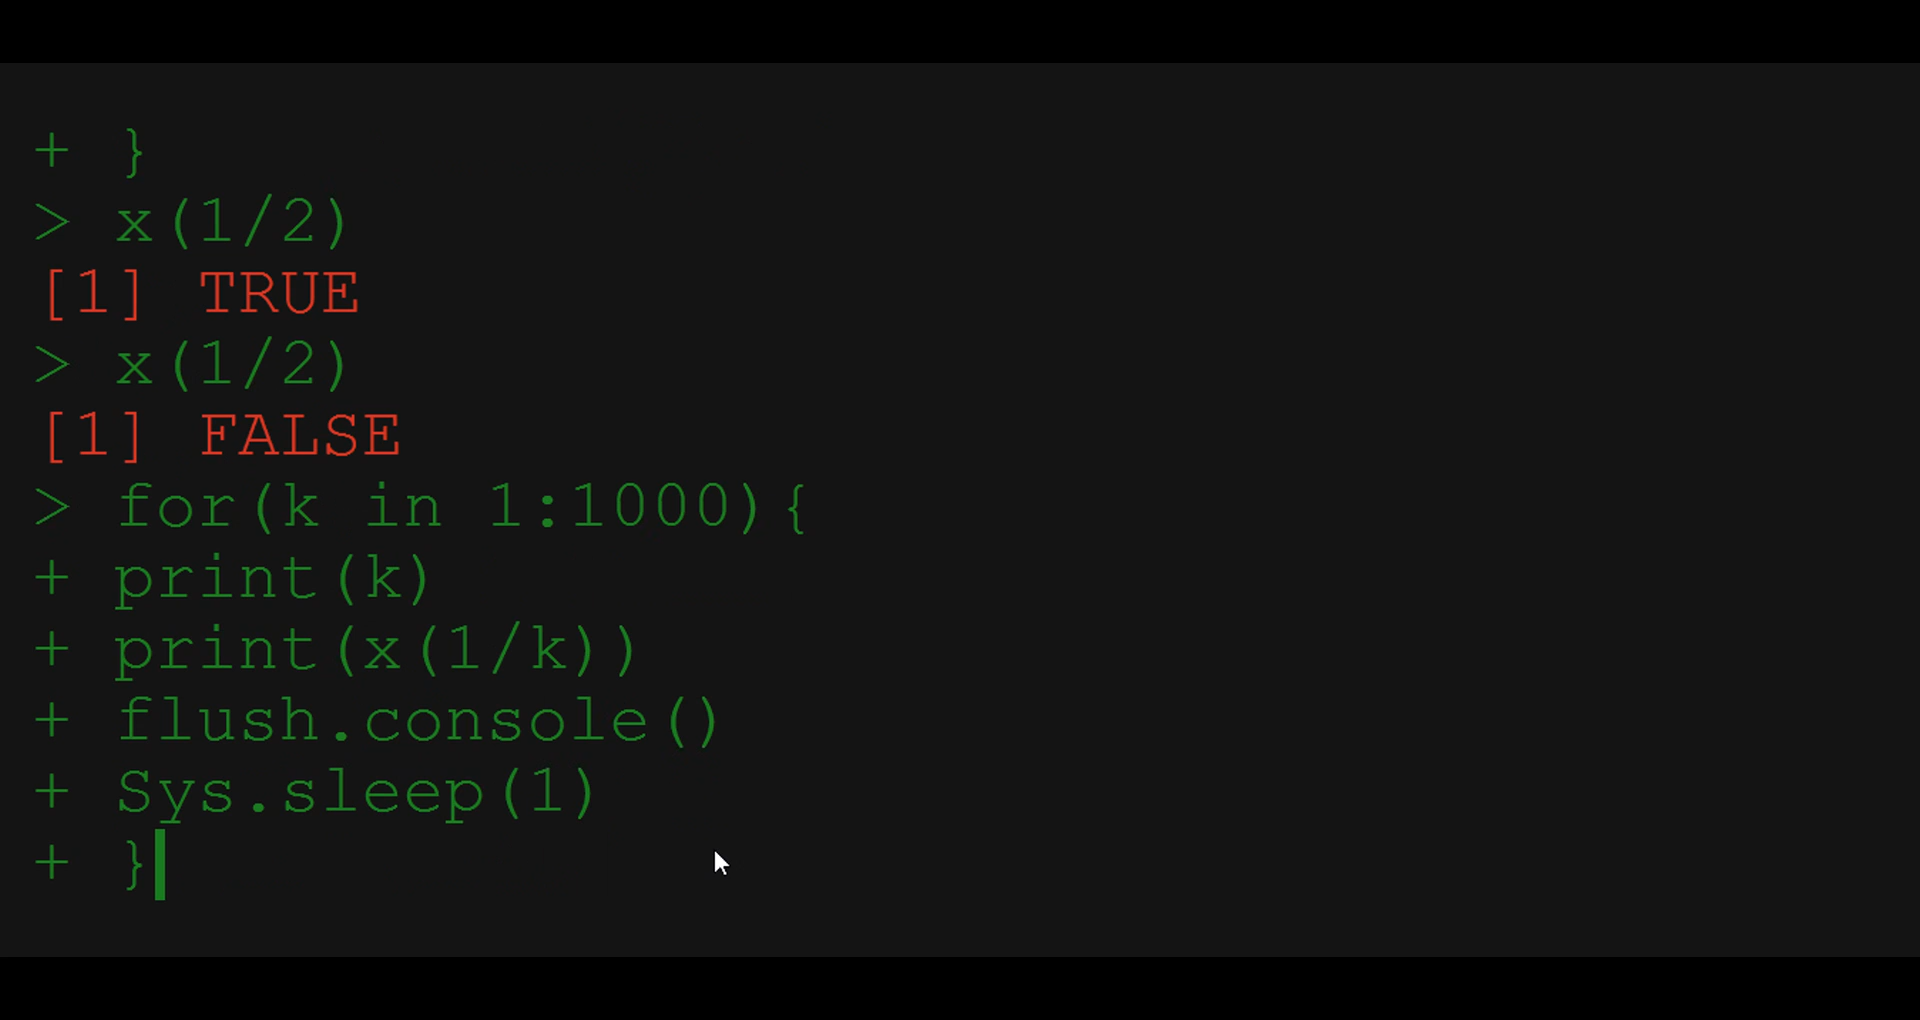 + }
> x(1/2)
[1] TRUE
> x(1/2)
[1] FALSE
> for(k in 1:1000){
+ print(k)
+ print(x(1/k))
+ flush.console()
+ Sys.sleep(1)
+ }